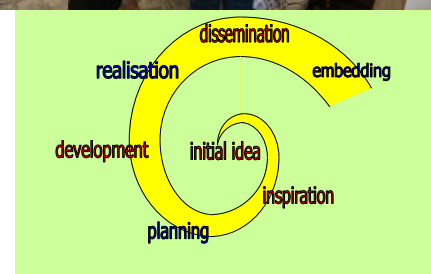 dissemination
realisation
embedding
development
initial idea
inspiration
planning